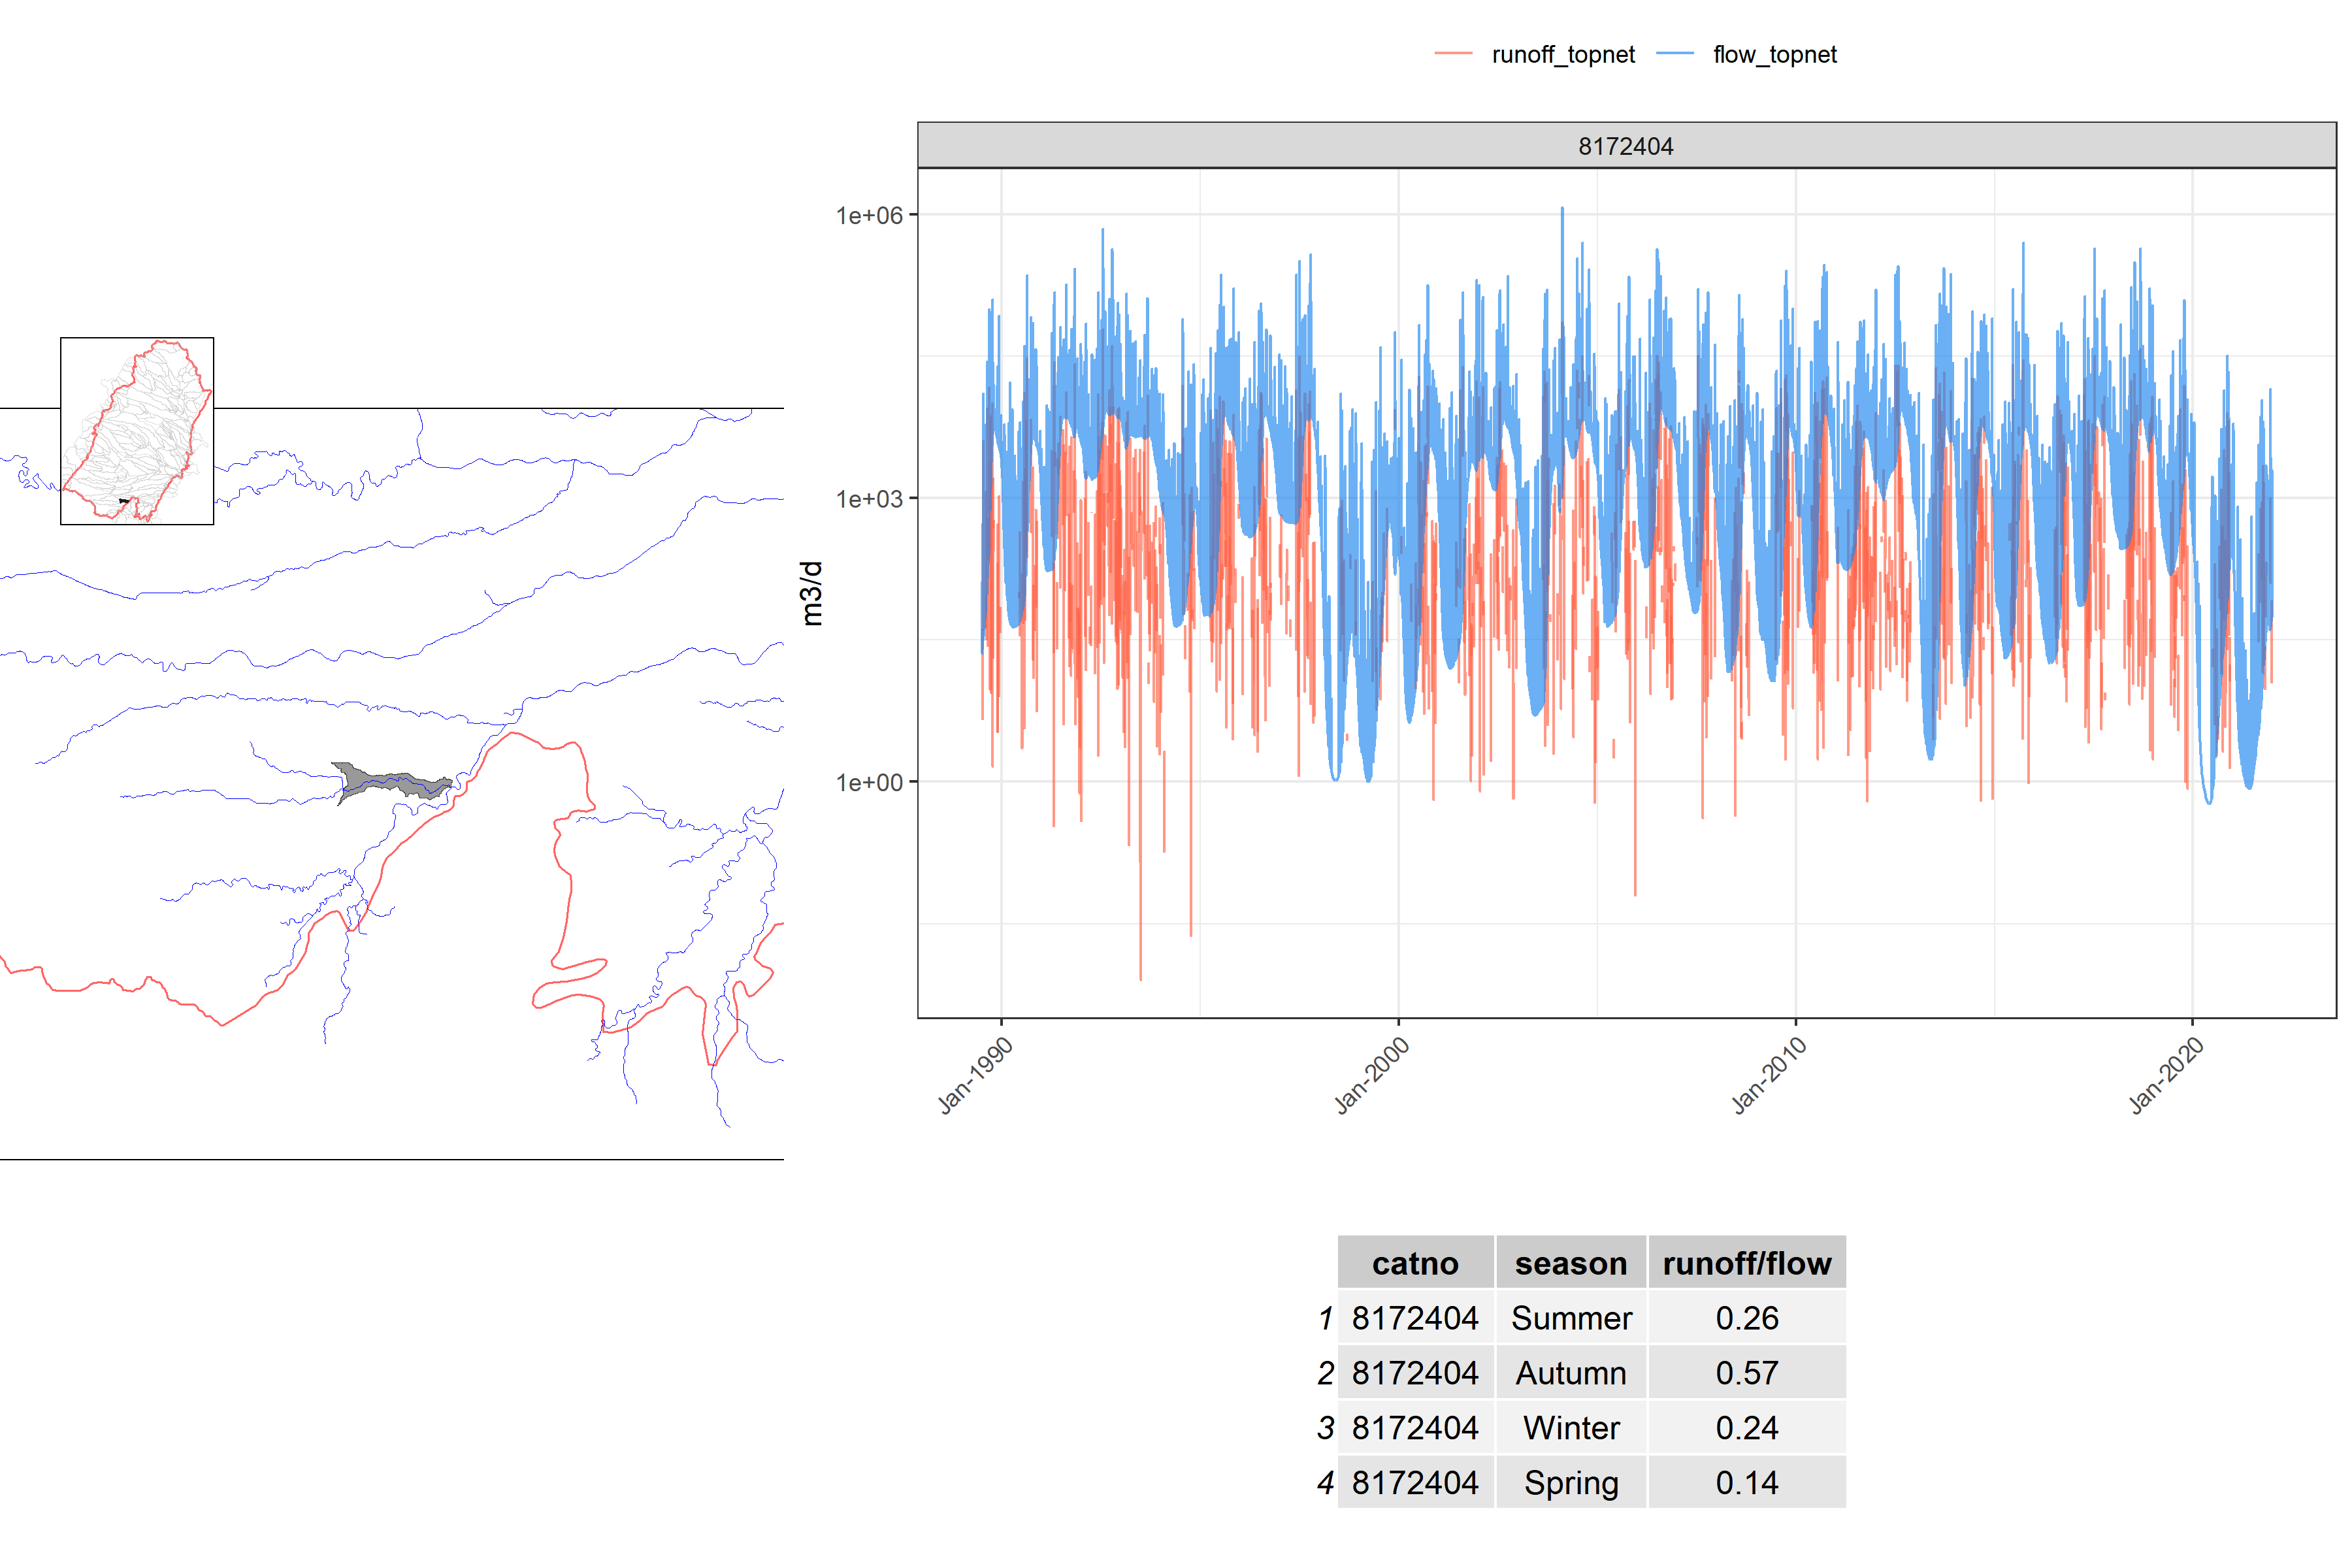 runoff_topnet flow_topnet
8172404
1e+06
1e+03
1e+00
m3/d
Jan-1990 Jan-2000 Jan-2010 Jan-2020
catno season runoff/flow
1 8172404 Summer 0.26
2 8172404 Autumn 0.57
3 8172404 Winter 0.24
4 8172404 Spring 0.14